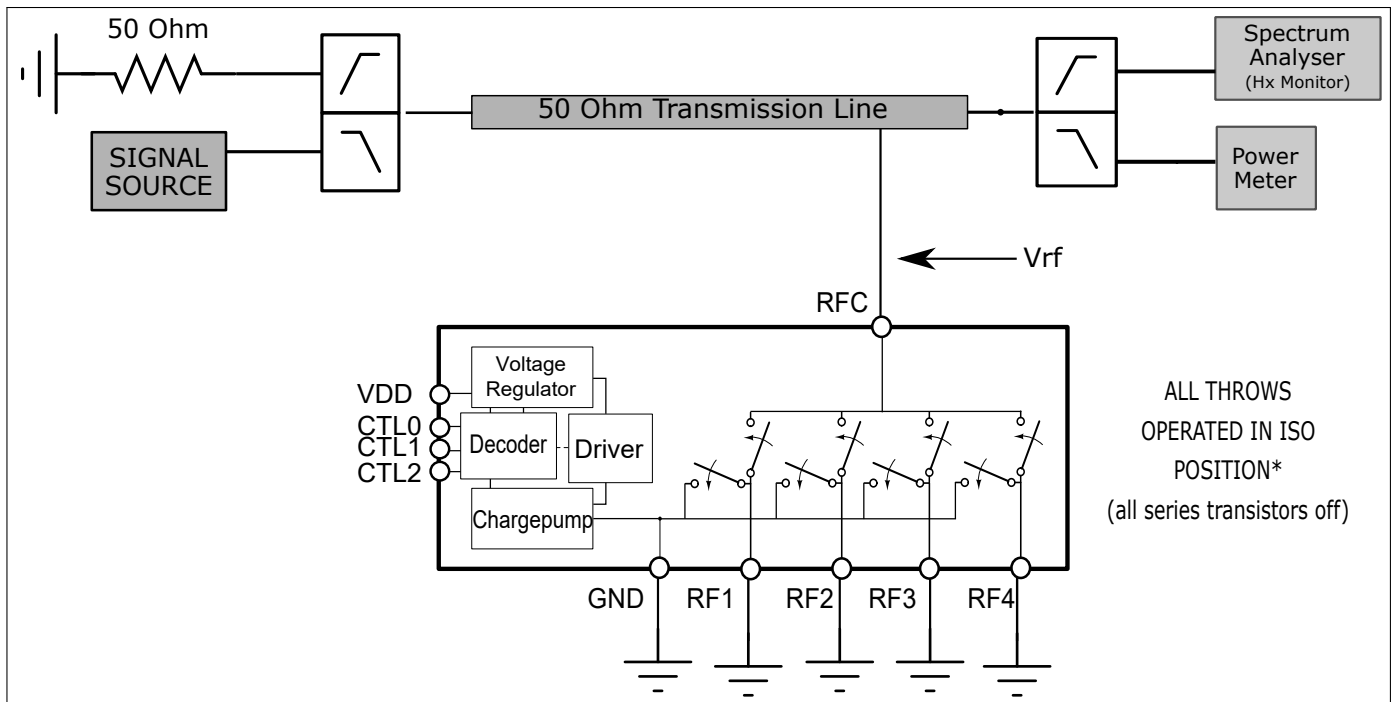 50 Ohm
SIGNAL
SOURCE
50 Ohm Transmission Line
Spectrum
Analyser
(Hx Monitor)
Power
Meter
Vrf
RFC
VDD
CTL0
CTL1
CTL2
Voltage
Regulator
Decoder
Driver
Chargepump
GND
RF1
RF2
RF3
RF4
ALL THROWS
OPERATED IN ISO
POSITION*
(all series transistors off)